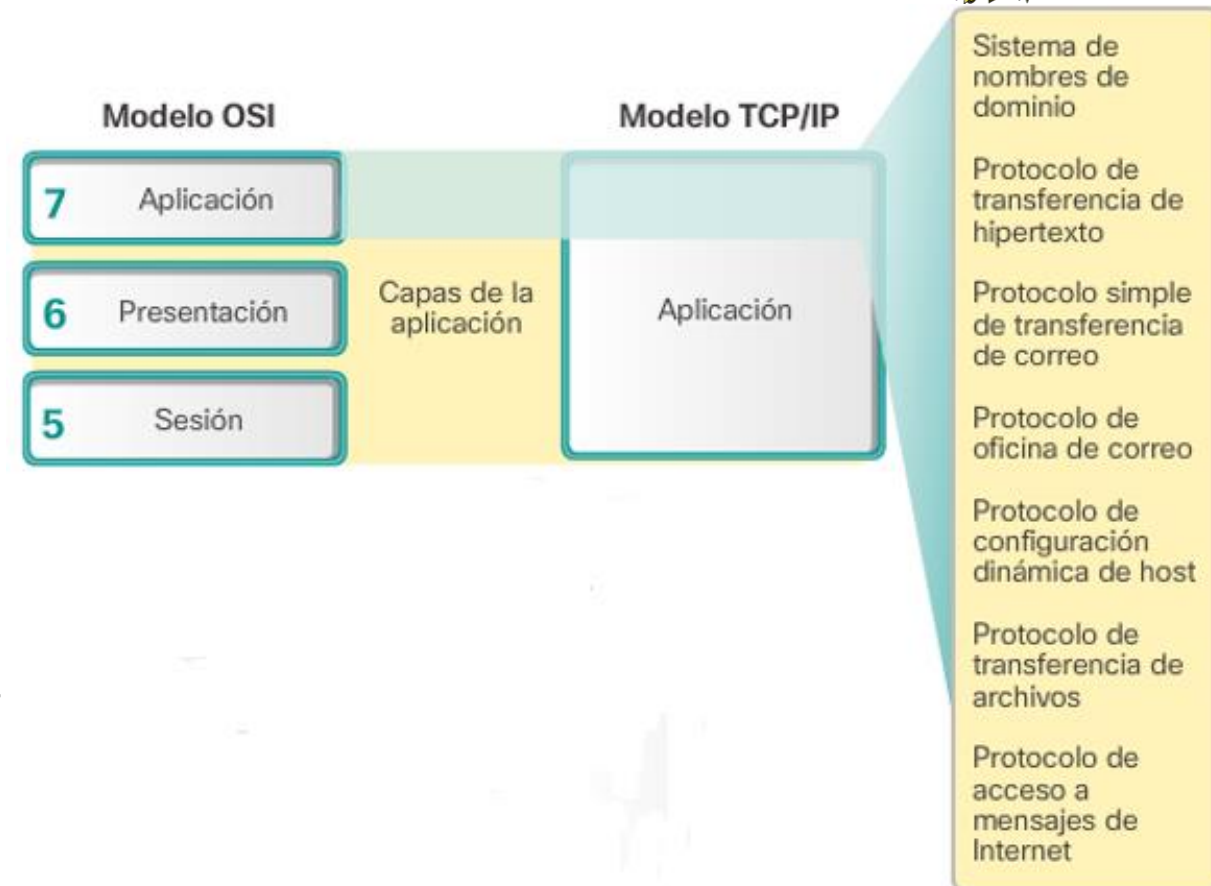 Modelo OSI
7 Aplicación
6 Presentación
5 Sesión
Capas de la
aplicación
Modelo TCP/IP
Aplicación
Sistema de
nombres de
dominio
Protocolo de
transferencia de
hipertexto
Protocolo simple
de transferencia
de correo
Protocolo de
oficina de correo
Protocolo de
configuración
dinámica de host
Protocolo de
transferencia de
archivos
Protocolo de
acceso a
mensajes de
Internet